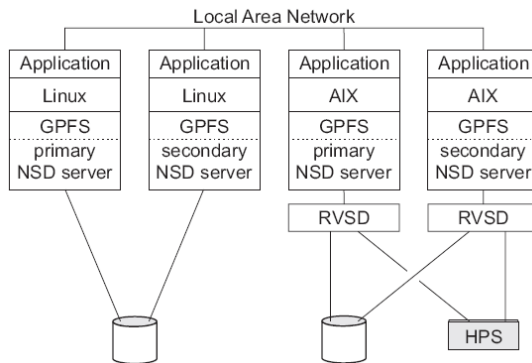 Local Area Network
Application Application Application Application
Linux Linux AIX AIX
GPFS GPFS GPFS GPFS
primary secondary primary secondary
NSD server NSD server NSD server NSD server
RVSD RVSD
HPS